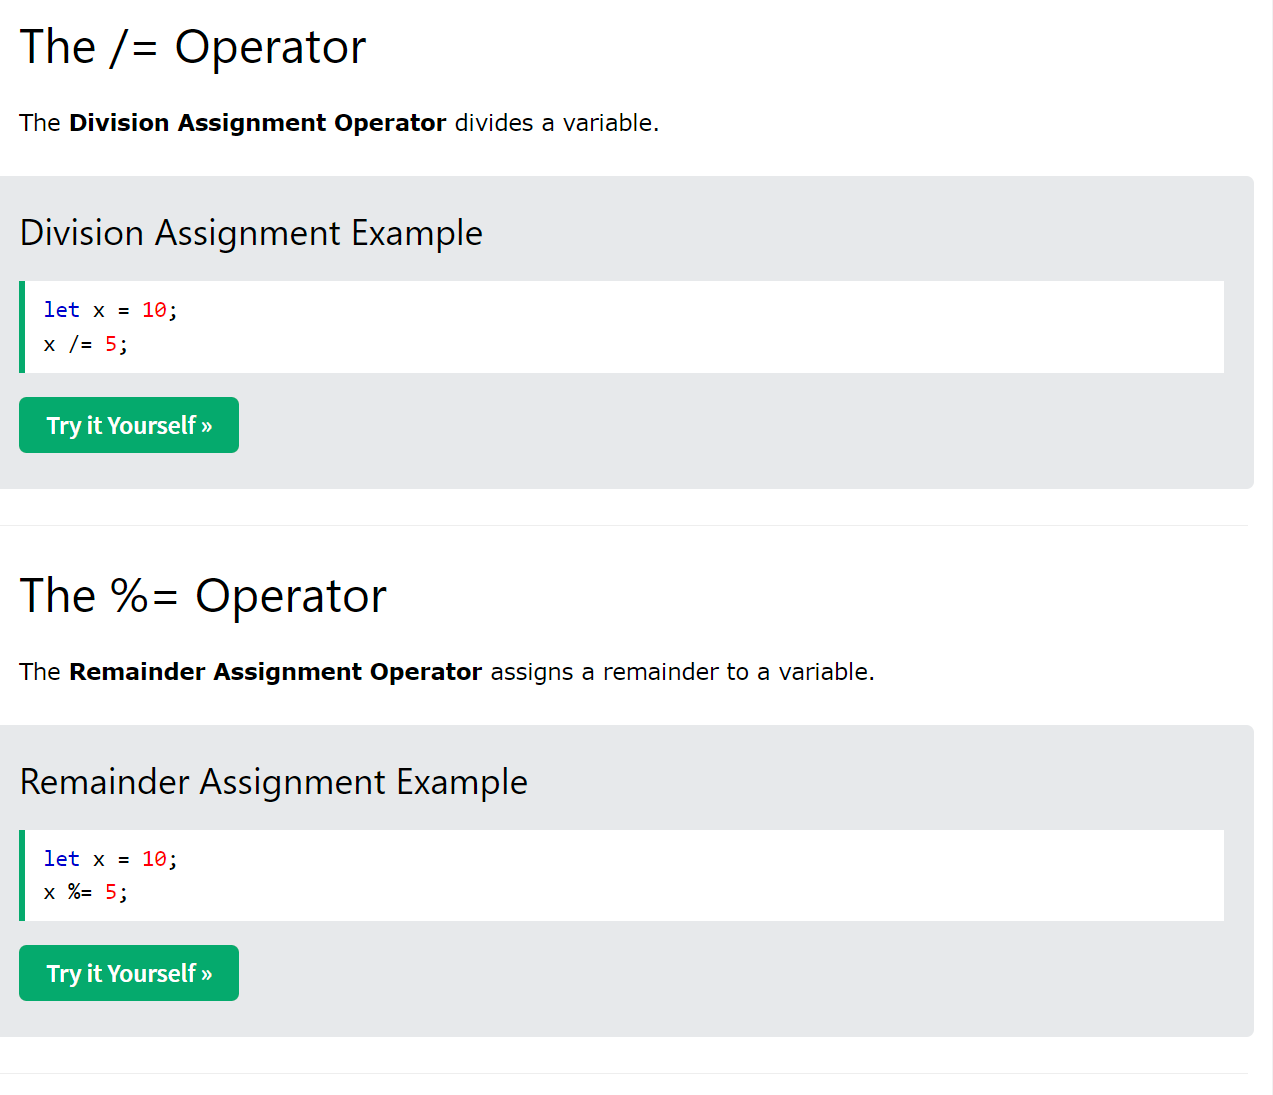 The /= Operator
The Division Assignment Operator divides a variable.
Division Assignment Example
let x = 10;
x /= 5;
Try it Yourself »
The %= Operator
The Remainder Assignment Operator assigns a remainder to a variable.
Remainder Assignment Example
let x = 10;
x %= 5;
Try it Yourself »